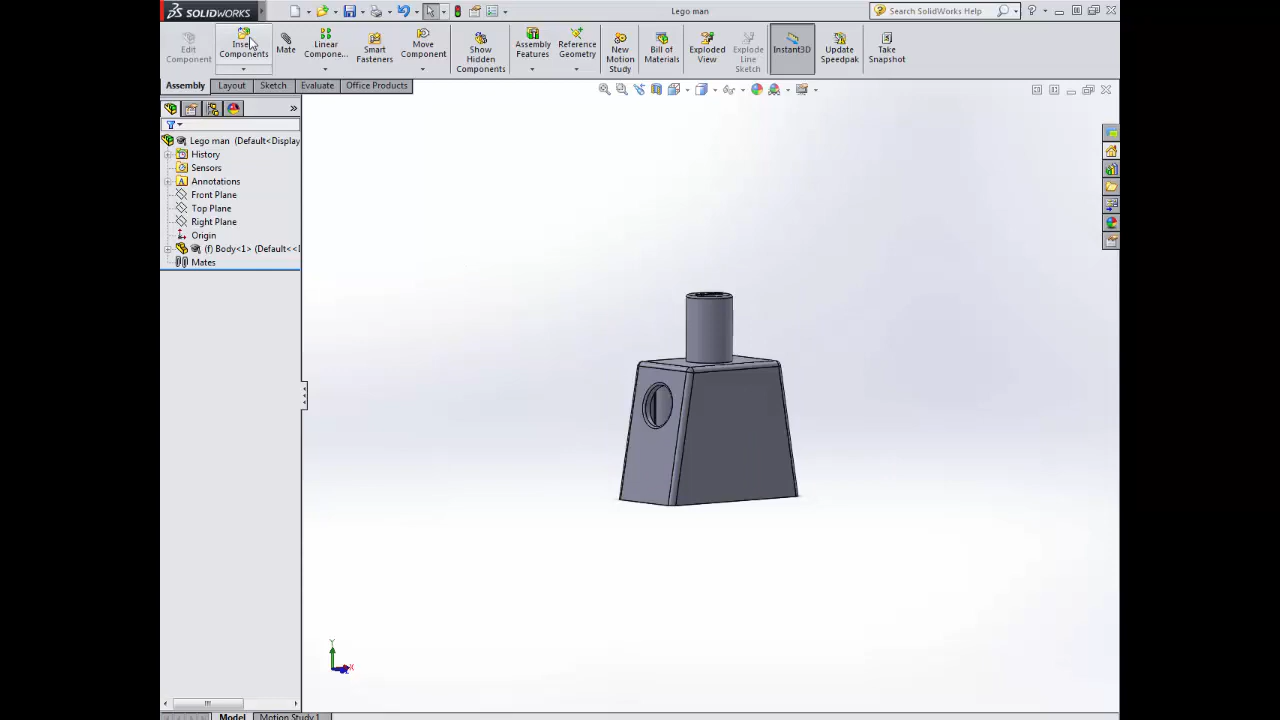 SOLIDWORKS
Lego man
Search SolidWorks Help
Edit
Component
Components
Mate
Linear
Compone...
Smart
Fasteners
Move
Component
Show
Hidden
Components
Assembly
Features
Reference
Geometry
New
Motion
Study
Bill of
Materials
Exploded
View
Explode
Line
Sketch
Instant3D
Update
Speedpak
Take
Snapshot
Assembly
Layout
Sketch
Evaluate
Office Products
Lego man (Default<Display
History
Sensors
Annotations
Front Plane
Top Plane
Right Plane
Origin
(f) Body<1> (Default<<
Mates
Y
X
Model
Motion Study 1